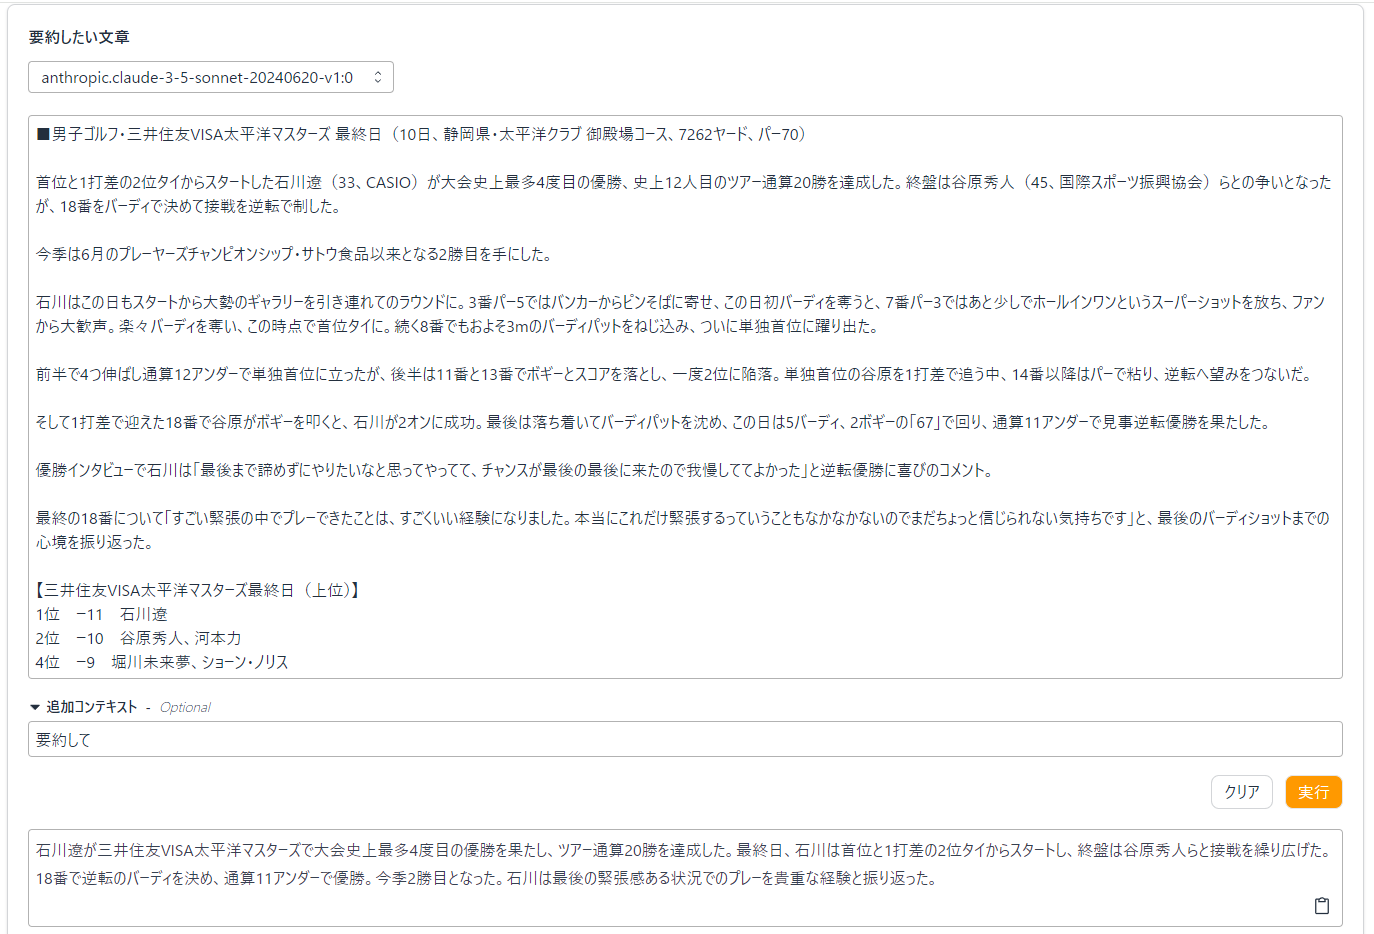 要約したい文章
anthropic.claude-3-5-sonnet-20240620-v1:0
■男子ゴルフ・三井住友VISA太平洋マスターズ 最終日（10日、静岡県・太平洋クラブ 御殿場コース、7262ヤード、パー70）
首位と1打差の2位タイからスタートした石川遼（33、CASIO）が大会史上最多4度目の優勝、史上12人目のツアー通算20勝を達成した。終盤は谷原秀人（45、国際スポーツ振興協会）らとの争いとなった
が、18番をバーディで決めて接戦を逆転で制した。
今季は6月のプレーヤーズチャンピオンシップ・サトウ食品以来となる2勝目を手にした。
石川はこの日もスタートから大勢のギャラリーを引き連れてのラウンドに。3番パー5ではバンカーからピンそばに寄せ、この日初バーディを奪うと、7番パー3ではあと少しでホールインワンというスーパーショットを放ち、ファン
から大歓声。楽々バーディを奪い、この時点で首位タイに。続く8番でもおよそ3mのバーディパットをねじ込み、ついに単独首位に躍り出た。
前半で4つ伸ばし通算12アンダーで単独首位に立ったが、後半は11番と13番でボギーとスコアを落とし、一度2位に陥落。単独首位の谷原を1打差で追う中、14番以降はパーで粘り、逆転へ望みをつないだ。
そして1打差で迎えた18番で谷原がボギーを叩くと、石川が2オンに成功。最後は落ち着いてバーディパットを沈め、この日は5バーディ、2ボギーの「67」で回り、通算11アンダーで見事逆転優勝を果たした。
優勝インタビューで石川は「最後まで諦めずにやりたいなと思ってやってて、チャンスが最後の最後に来たので我慢しててよかった」と逆転優勝に喜びのコメント。
最終の18番について「すごい緊張の中でプレーできたことは、すごくいい経験になりました。本当にこれだけ緊張するっていうこともなかなかないのでまだちょっと信じられない気持ちです」と、最後のバーディショットまでの
心境を振り返った。
【三井住友VISA太平洋マスターズ最終日（上位）】
1位　－11　石川遼
2位　－10　谷原秀人、河本力
4位　－9　堀川未来夢、ショーン・ノリス
追加コンテキスト - Optional
要約して
クリア 実行
石川遼が三井住友VISA太平洋マスターズで大会史上最多4度目の優勝を果たし、ツアー通算20勝を達成した。最終日、石川は首位と1打差の2位タイからスタートし、終盤は谷原秀人らと接戦を繰り広げた。
18番で逆転のバーディを決め、通算11アンダーで優勝。今季2勝目となった。石川は最後の緊張感ある状況でのプレーを貴重な経験と振り返った。